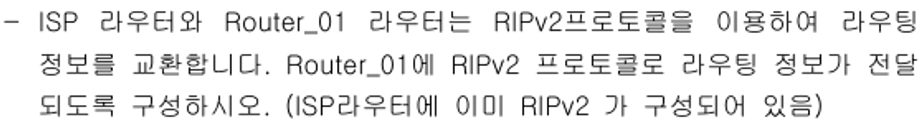 - ISP 라우터와 Router_01 라우터는 RIPv2프로토콜을 이용하여 라우팅
정보를 교환합니다. Router_01에 RIPv2 프로토콜로 라우팅 정보가 전달
되도록 구성하시오. (ISP라우터에 이미 RIPv2 가 구성되어 있음)